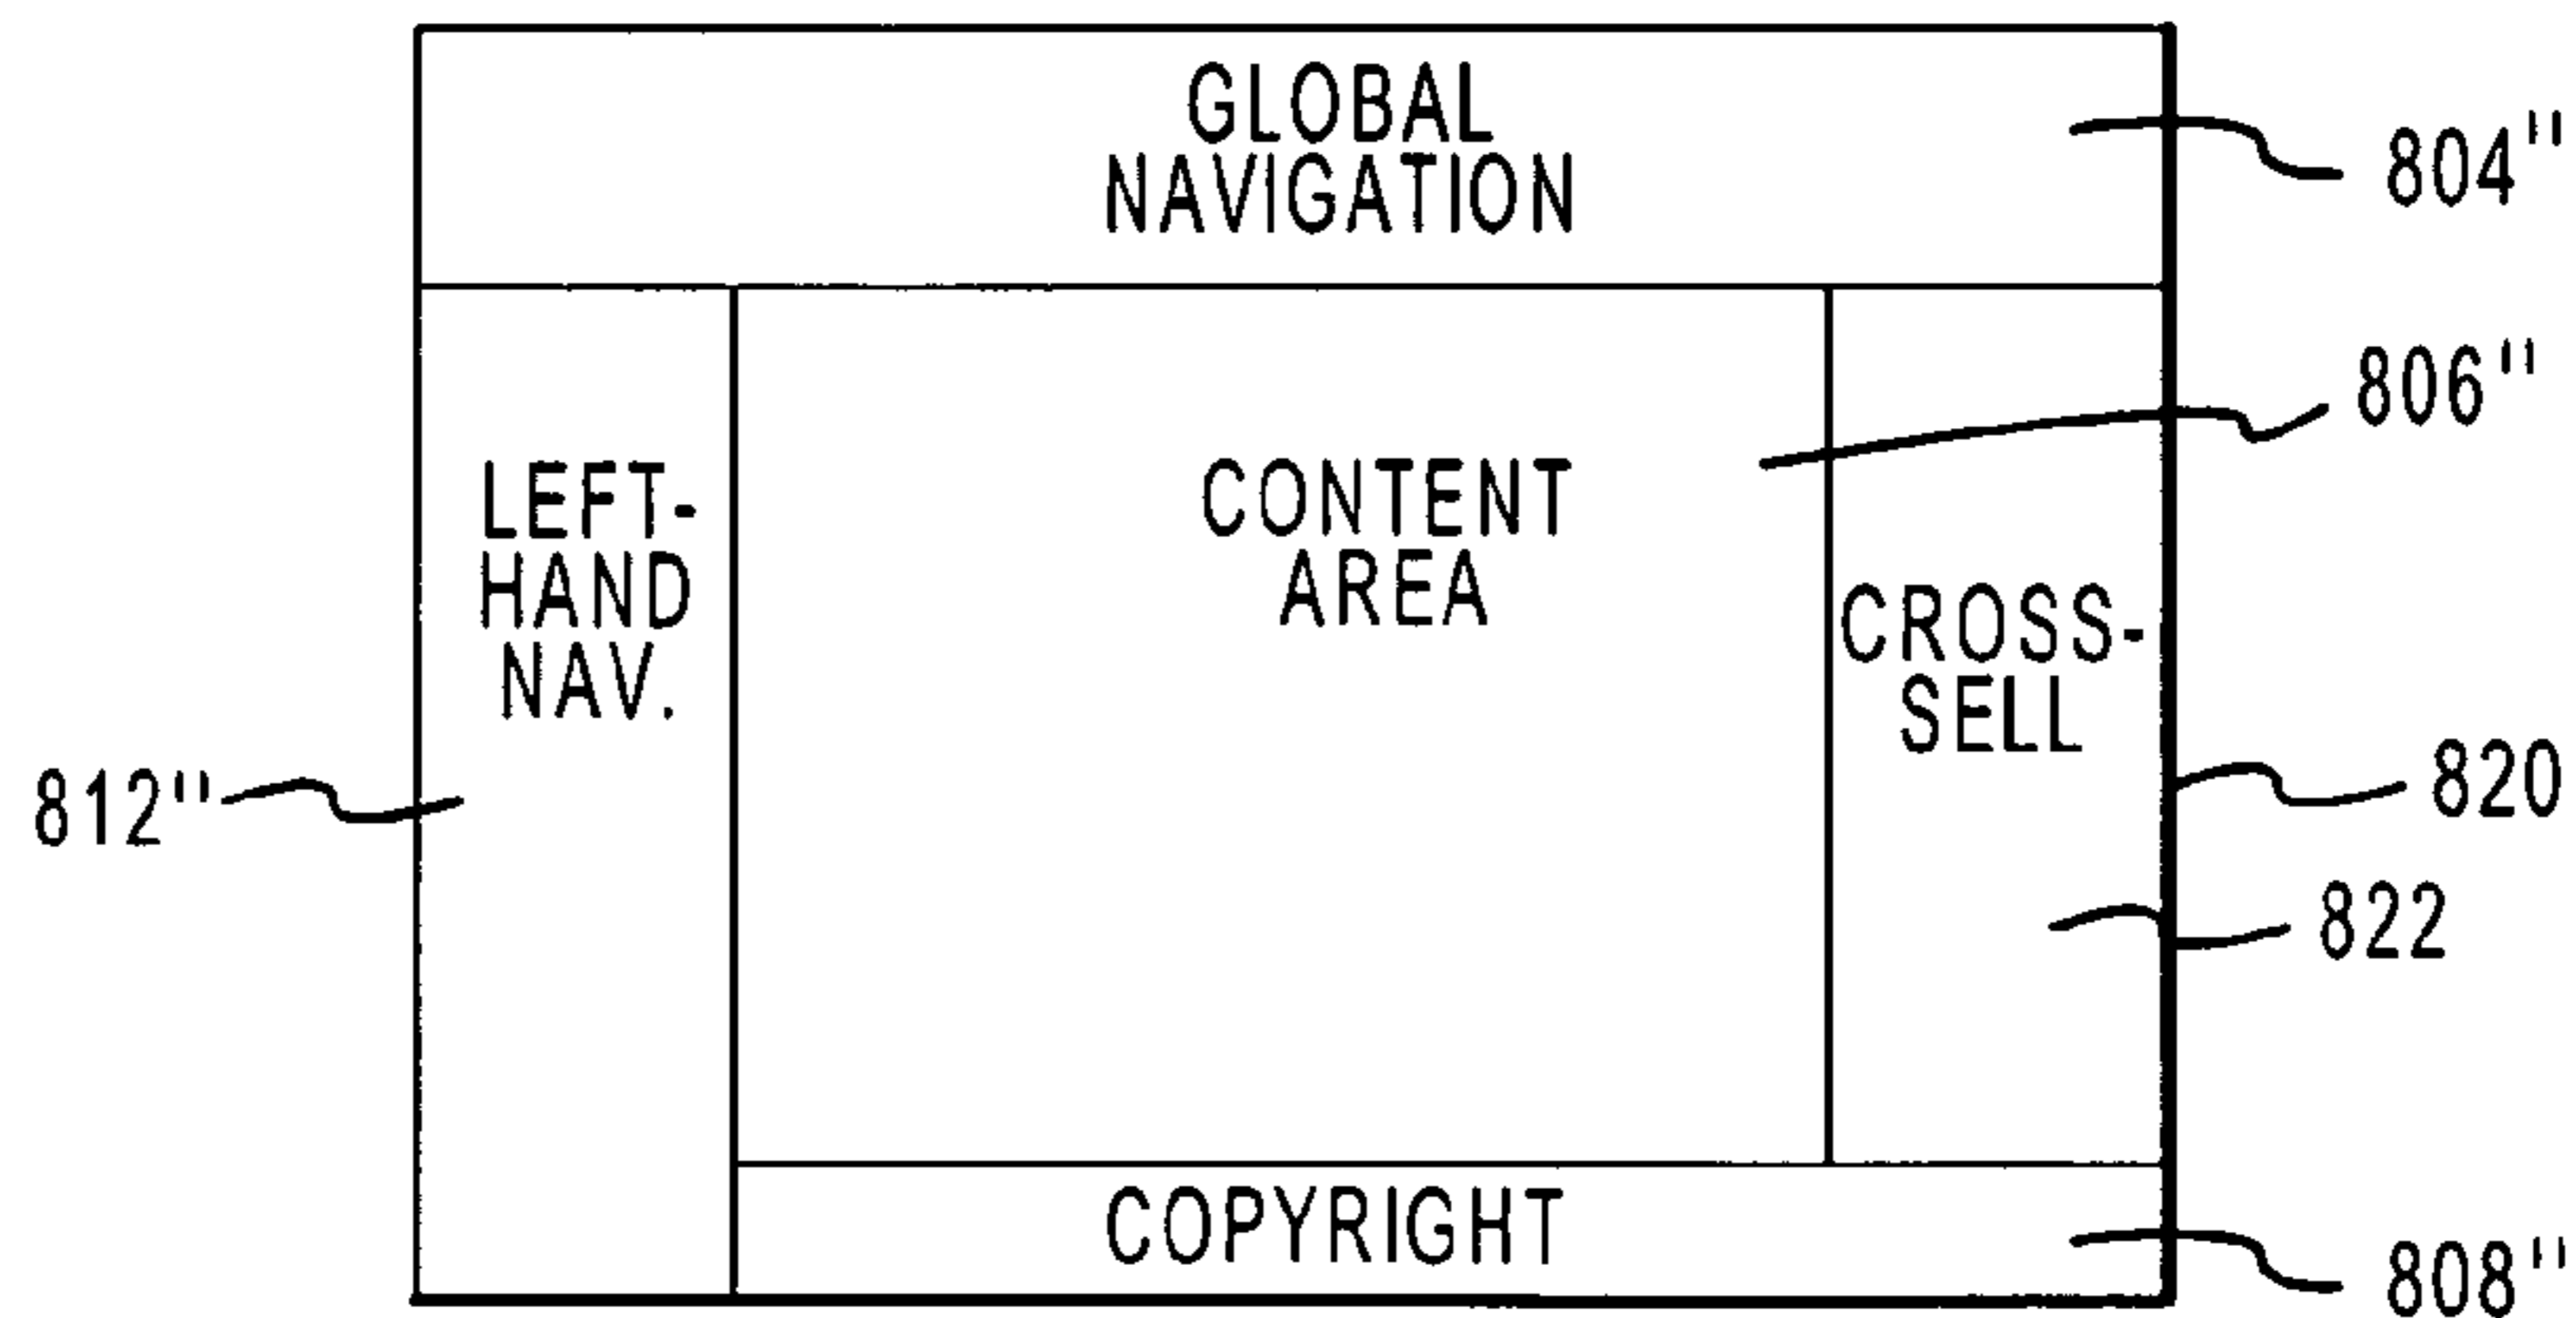 GLOBAL
NAVIGATION
804"
806"
LEFT-
HAND
NAV.
CONTENT
AREA
CROSS-
SELL
812"
820
822
COPYRIGHT
808"